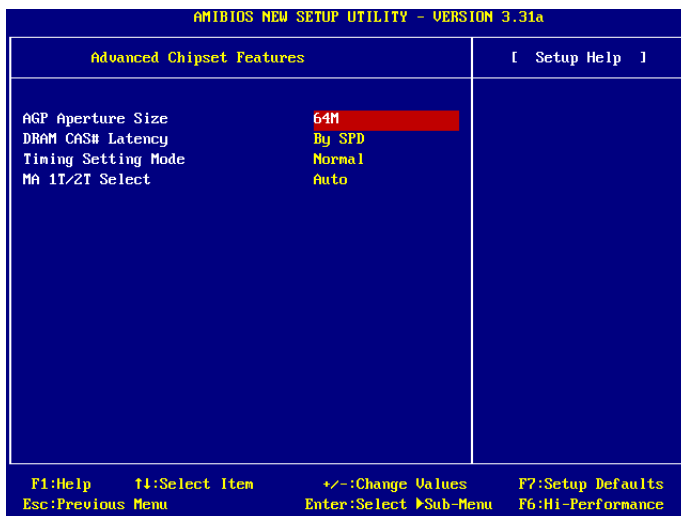 AMIBIOS NEW SETUP UTILITY - VERSION 3.31a
Advanced Chipset Features
[ Setup Help ]
AGP Aperture Size 64M
DRAM CAS# Latency By SPD
Timing Setting Mode Normal
MA 1T/2T Select Auto
F1:Help ↑↓:Select Item +/-:Change Values F7:Setup Defaults
Esc:Previous Menu Enter:Select ▶Sub-Menu F6:Hi-Performance